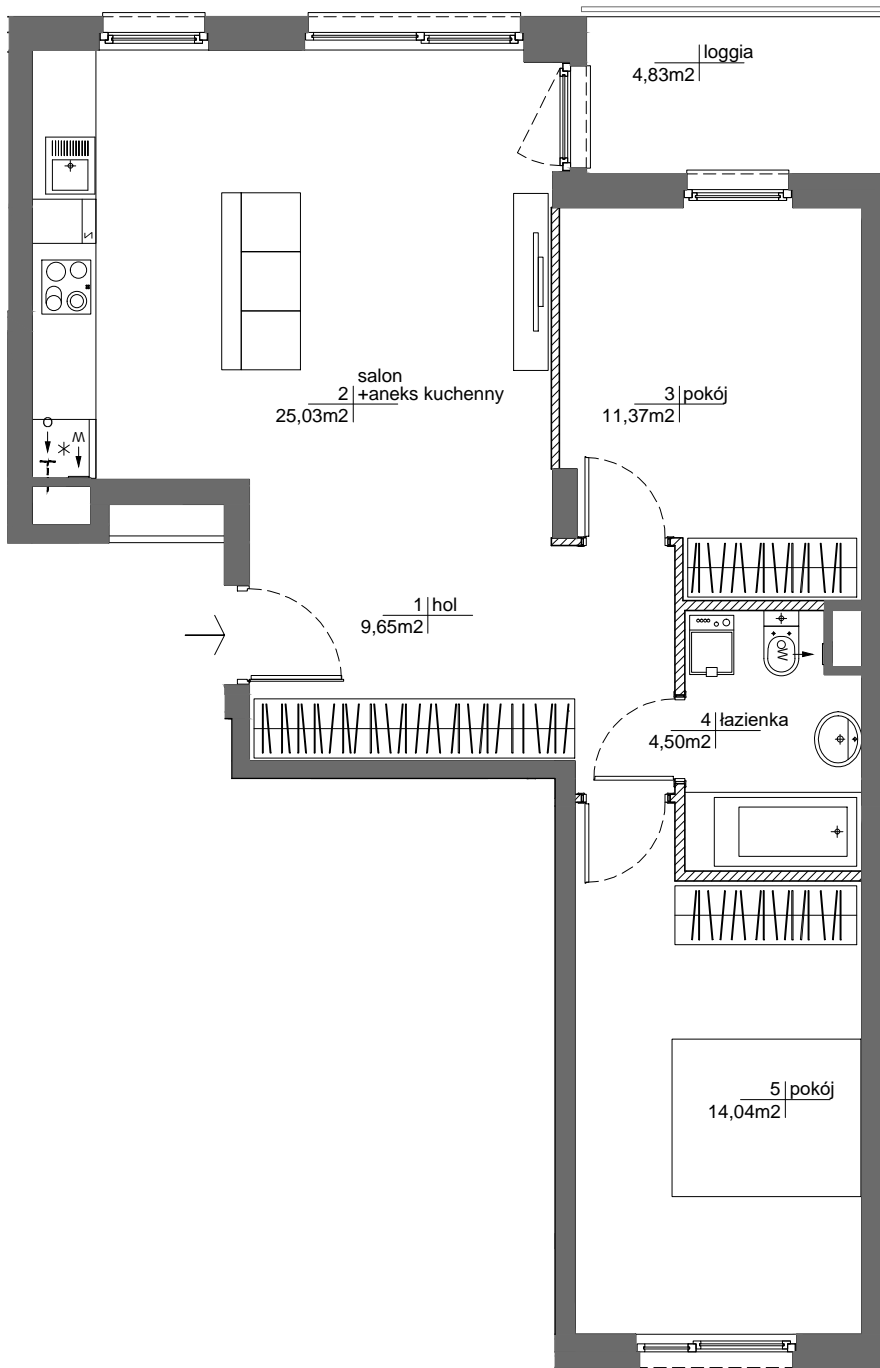 loggia
4,83m2
salon
2 +aneks kuchenny
25,03m2
3 pokój
11,37m2
1 hol
9,65m2
4 łazienka
4,50m2
5 pokój
14,04m2